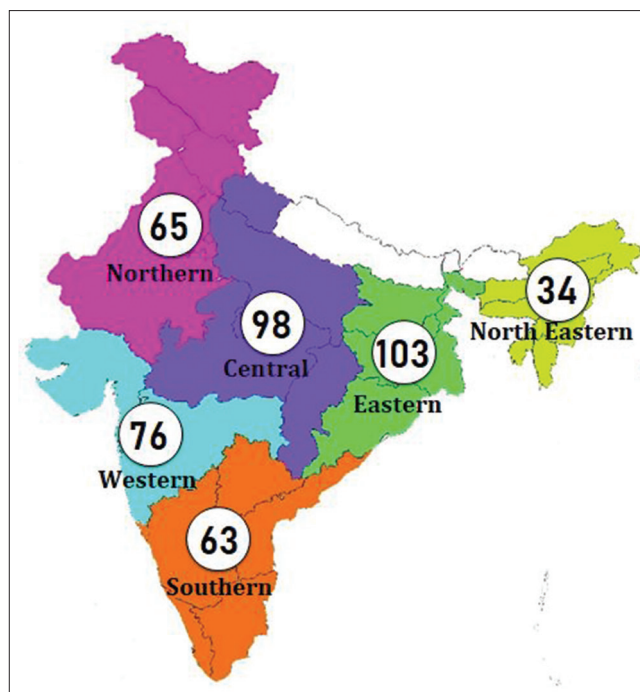 65
Northern
34
North Eastern
98
Central
103
Eastern
76
Western
63
Southern